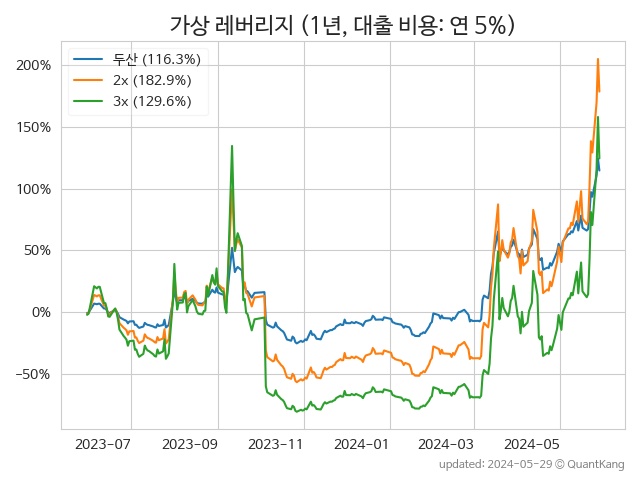 가상 레버리지 (1년, 대출 비용: 연 5%)
두산 (116.3%)
2x (182.9%)
3x (129.6%)
200%
150%
100%
50%
0%
−50%
2023-07 2023-09 2023-11 2024-01 2024-03 2024-05
updated: 2024-05-29 © QuantKang